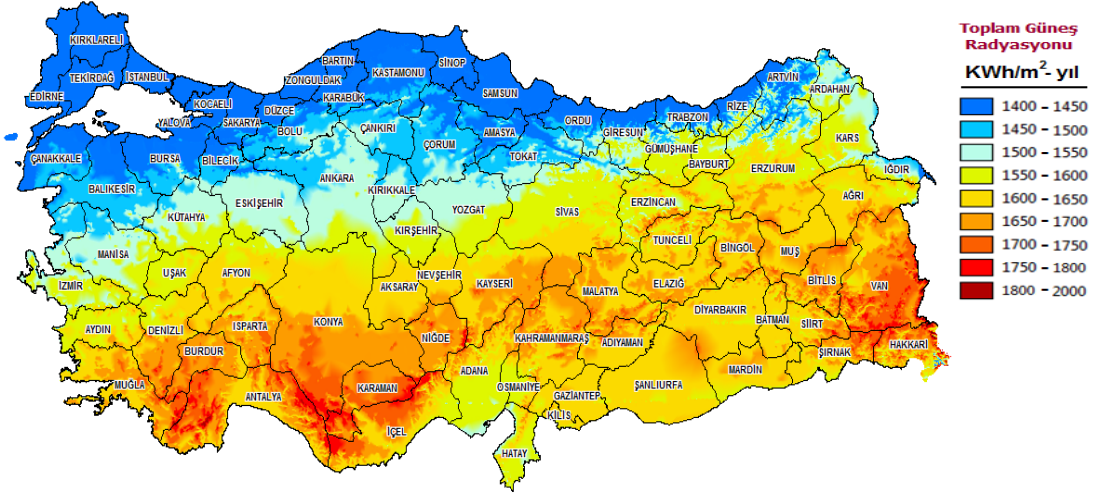 Toplam Güneş
Radyasyonu
KWh/m²- yıl
1400 - 1450
1450 - 1500
1500 - 1550
1550 - 1600
1600 - 1650
1650 - 1700
1700 - 1750
1750 - 1800
1800 - 2000
KIRKLARELİ
TEKİRDAĞ
İSTANBUL
EDİRNE
KOCAELİ
YALOVA
SAKARYA
DÜZCE
ZONGULDAK
BARTIN
KARABÜK
KASTAMONU
SİNOP
SAMSUN
BOLU
ÇANKIRI
ÇORUM
AMASYA
TOKAT
ORDU
GİRESUN
TRABZON
RİZE
ARTVİN
ARDAHAN
KARS
GÜMÜŞHANE
BAYBURT
ERZURUM
IĞDIR
AĞRI
ÇANAKKALE
BURSA
BİLECİK
BALIKESİR
KÜTAHYA
ESKİŞEHİR
ANKARA
KIRIKKALE
YOZGAT
KIRŞEHİR
SİVAS
ERZİNCAN
TUNCELİ
BİNGÖL
MUŞ
BİTLİS
VAN
MANİSA
İZMİR
UŞAK
AFYON
AKSARAY
NEVŞEHİR
KAYSERİ
MALATYA
ELAZIĞ
DİYARBAKIR
BATMAN
SİİRT
ŞIRNAK
HAKKARİ
AYDIN
DENİZLİ
ISPARTA
BURDUR
KONYA
NİĞDE
KAHRAMANMARAŞ
ADIYAMAN
MARDİN
ŞANLIURFA
MUĞLA
ANTALYA
KARAMAN
İÇEL
ADANA
OSMANİYE
GAZİANTEP
KİLİS
HATAY